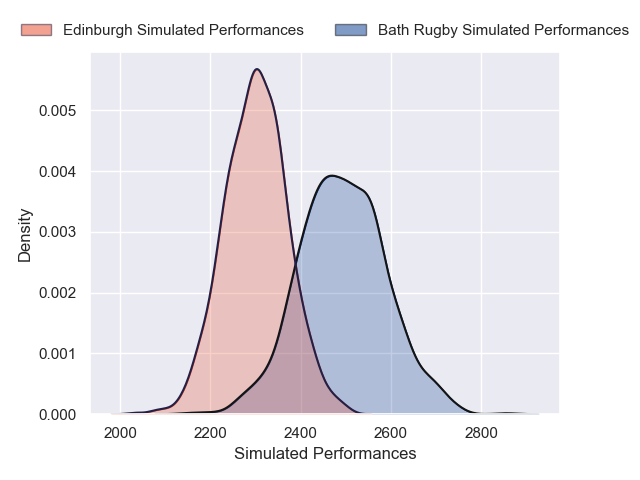 Edinburgh Simulated Performances Bath Rugby Simulated Performances
0.005
0.004
0.003
0.002
0.001
0.000
Density
2000 2200 2400 2600 2800
Simulated Performances